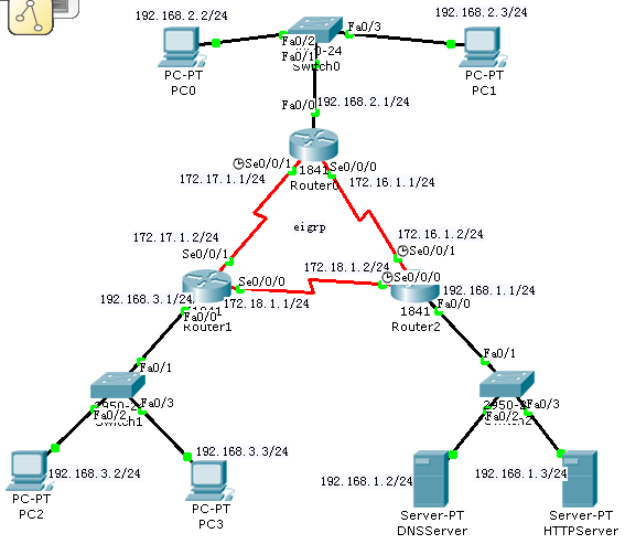 192.168.2.2/24
192.168.2.3/24
Fa0/2
Fa0/3
0-24
Fa0/1
Switch0
PC-PT
PC0
PC-PT
PC1
Fa0/0
192.168.2.1/24
Se0/0/1
1841
Se0/0/0
172.17.1.1/24
Router0
172.16.1.1/24
eigrp
172.17.1.2/24
172.16.1.2/24
Se0/0/1
Se0/0/1
172.18.1.2/24
Se0/0/0
Se0/0/0
192.168.1.1/24
192.168.3.1/24
172.18.1.1/24
Fa0/0
Fa0/0
1841
Router1
Router2
Fa0/1
Fa0/1
Fa0/2
Fa0/3
Fa0/2
Fa0/3
Switch1
192.168.3.3/24
192.168.3.2/24
192.168.1.2/24
192.168.1.3/24
PC-PT
PC2
PC-PT
PC3
Server-PT
DNSServer
Server-PT
HTTPServer